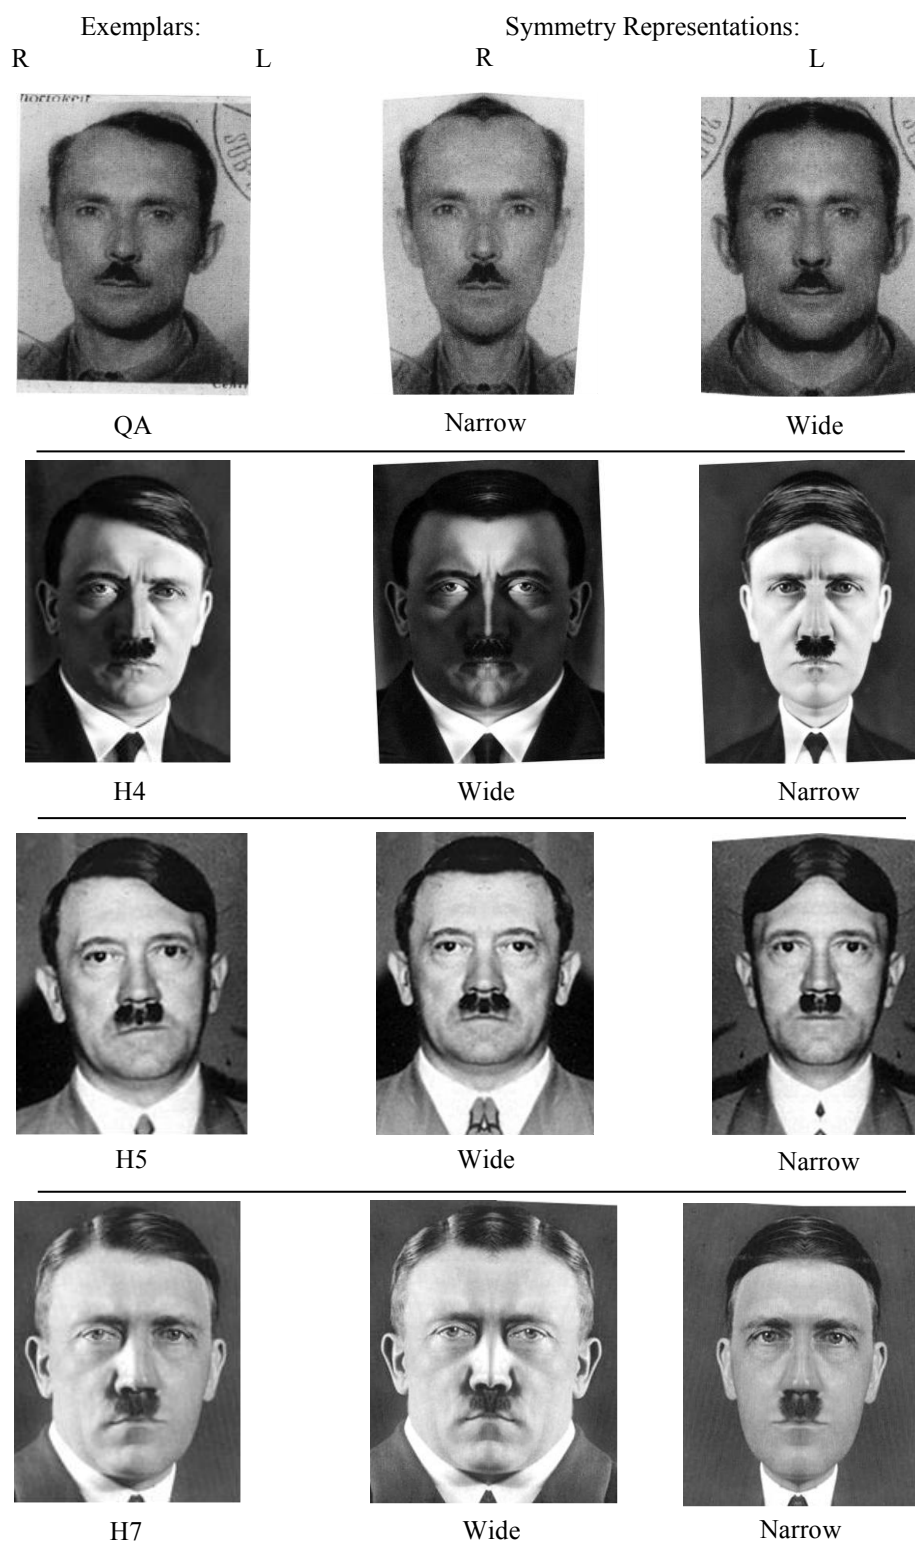 Exemplars: Symmetry Representations:
R L R L
QA Narrow Wide
H4 Wide Narrow
H5 Wide Narrow
H7 Wide Narrow